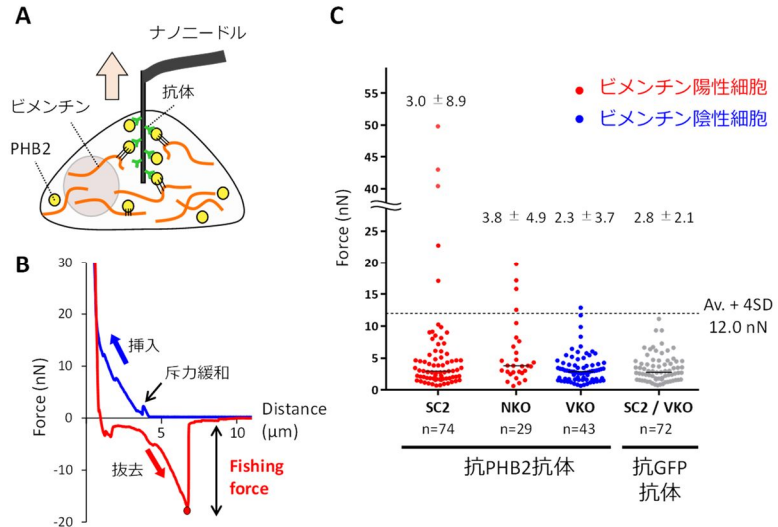 A
ナノニードル
ビメンチン
抗体
PHB2
B
Force (nN)
30
20
10
0
-10
-20
挿入
斥力緩和
Distance
(μm)
5
10
抜去
Fishing
force
C
ビメンチン陽性細胞
ビメンチン陰性細胞
Force (nN)
55
50
45
40
25
20
15
10
5
0
3.0 ±8.9
3.8 ± 4.9
2.3 ± 3.7
2.8 ± 2.1
Av. + 4SD
12.0 nN
SC2 NKO VKO SC2 / VKO
n=74 n=29 n=43 n=72
抗PHB2抗体
抗GFP
抗体